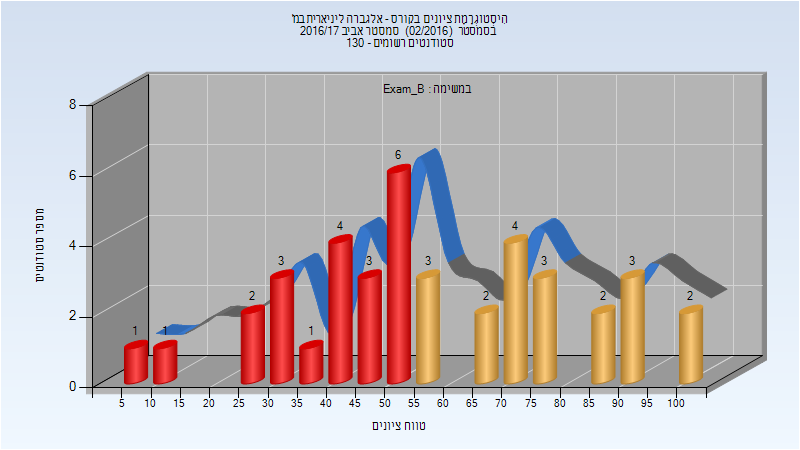 היסטוגרמת ציונים בקורס - אלגברה ליניארית במ'
בסמסטר (02/2016) סמסטר אביב 2016/17
סטודנטים רשומים - 130
במשימה : Exam_B
מספר סטודנטים
8
6
4
2
0
1 1 2 3 1 4 3 6 3 2 4 3 2 3 2
5 10 15 20 25 30 35 40 45 50 55 60 65 70 75 80 85 90 95 100
טווח ציונים